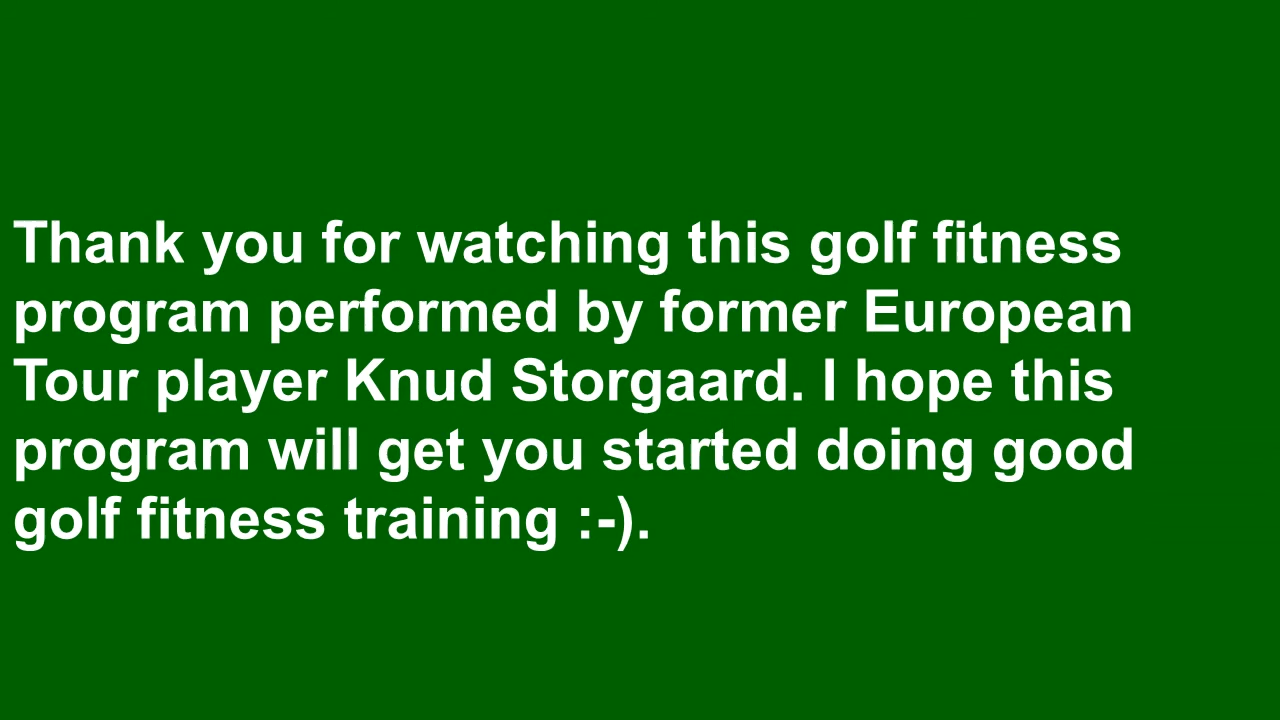 Thank you for watching this golf fitness
program performed by former European
Tour player Knud Storgaard. I hope this
program will get you started doing good
golf fitness training :-).